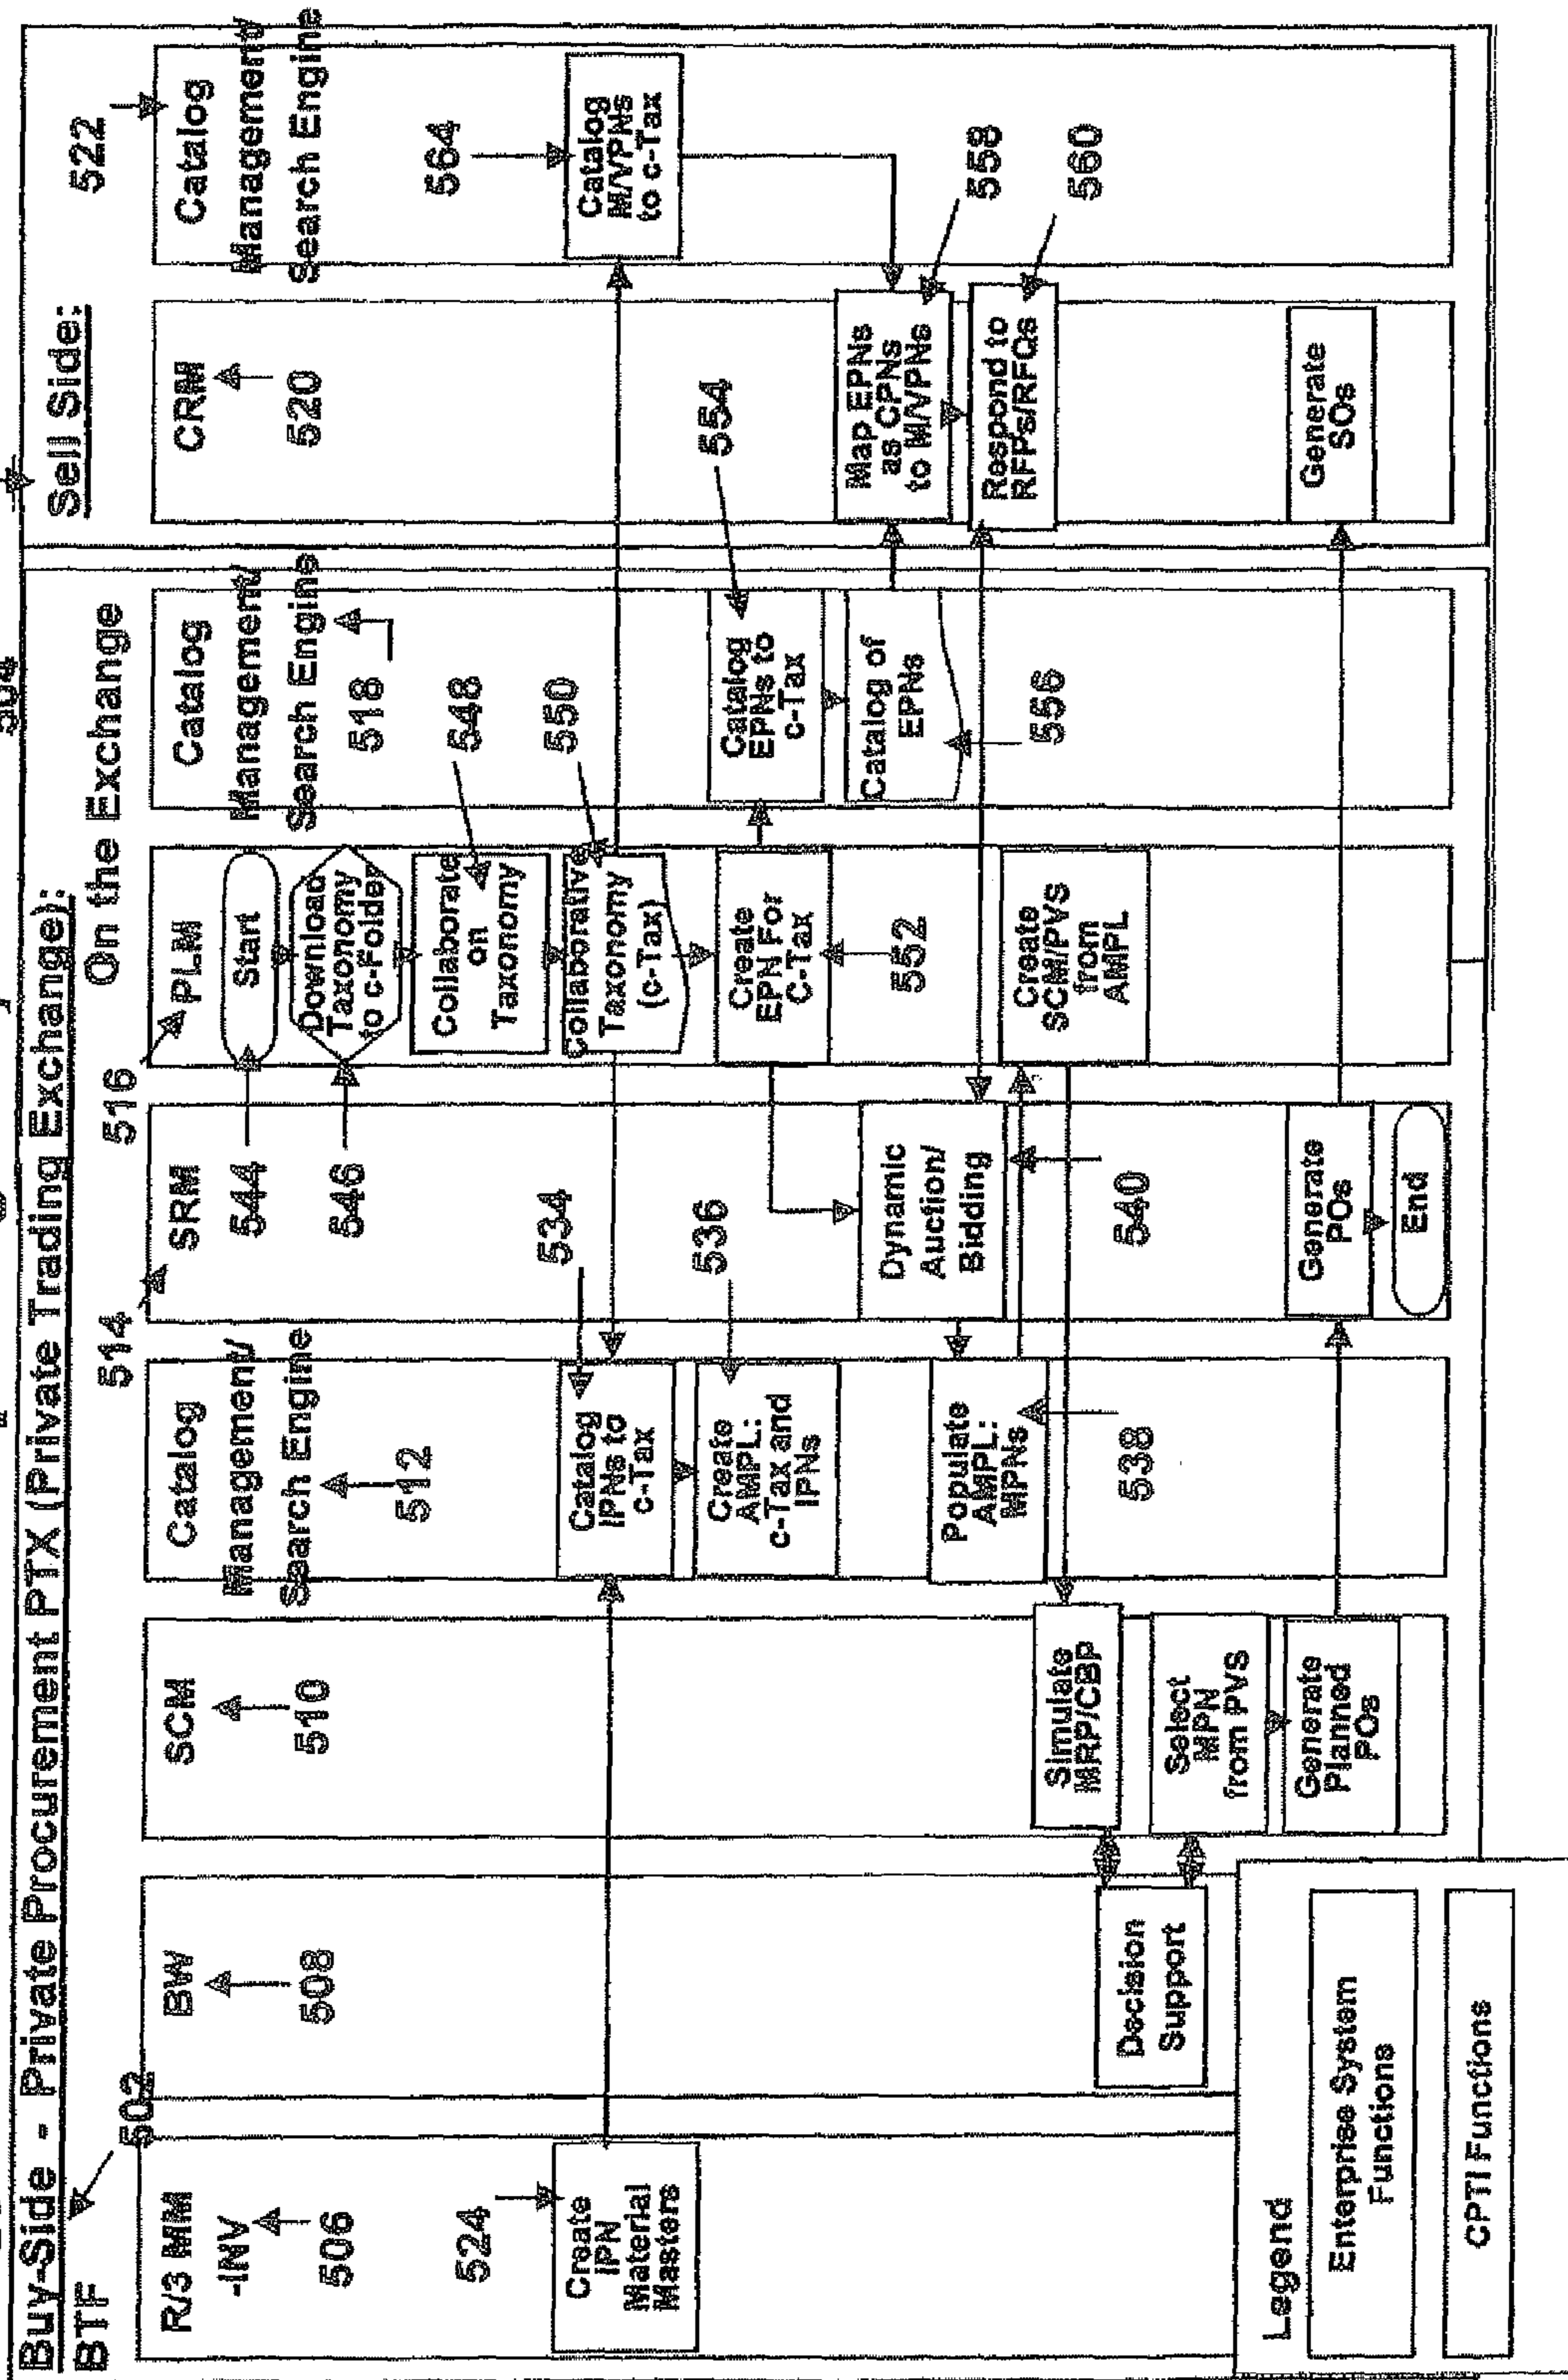 Buy-Side - Private Procurement PTX (Private Trading Exchange):
Sell Side:
BTF
502
On the Exchange
R/3 MM
-INV
506
BW
508
SCM
510
Catalog
Management/
Search Engine
512
514
SRM
516
PLM
Catalog
Management/
Search Engine
518
CRM
520
Catalog
Management/
Search Engine
522
524
Create
IPN
Material
Masters
534
Catalog
IPNs to
c-Tax
536
Create
AMPL:
c-Tax and
IPNs
Populate
AMPL:
MPNs
538
544
Start
546
Download
Taxonomy
to c-Folder
548
Collaborate
on
Taxonomy
550
Collaborative
Taxonomy
(c-Tax)
Create
EPN For
C-Tax
552
554
Catalog
EPNs to
c-Tax
Catalog of
EPNs
556
564
Catalog
M/VPNs
to c-Tax
Map EPNs
as CPNs
to M/VPNs
558
Respond to
RFPs/RFQs
560
Dynamic
Auction/
Bidding
540
Create
SCM/PVS
from
AMPL
Simulate
MRP/CBP
Decision
Support
Select
MPN
from PVS
Generate
Planned
POs
Generate
POs
End
Generate
SOs
Legend
Enterprise System
Functions
CPTI Functions